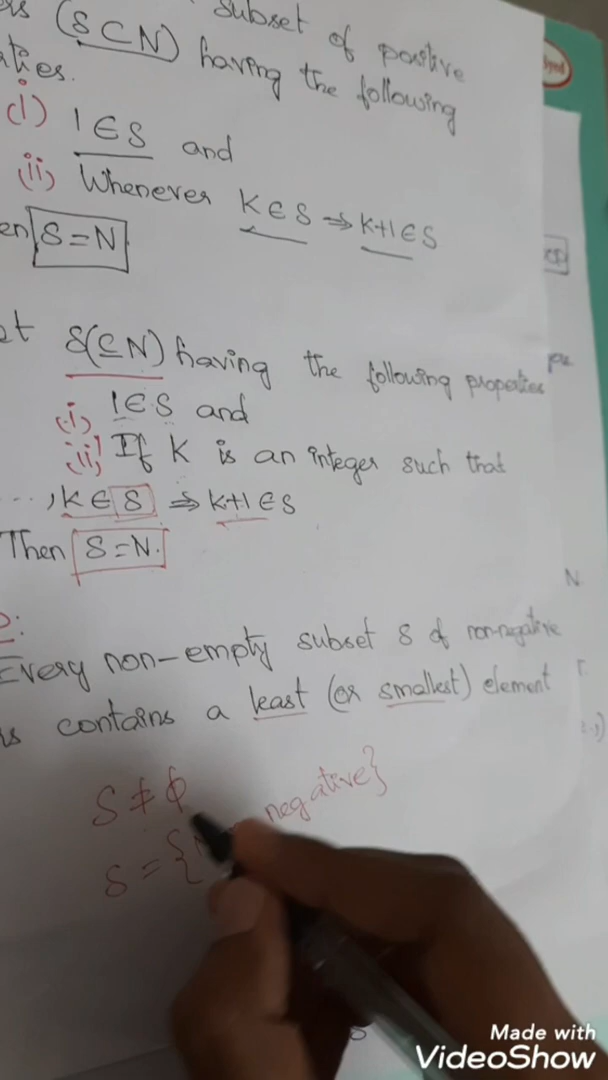 (S⊂N) subset of positive
having the following
(i) 1∈S and
(ii) Whenever K∈S ⇒ K+1∈S
S=N
S(⊆N) having the following properties
(i) 1∈S and
(ii) If K is an integer such that
..., K∈S ⇒ K+1∈S
Then S=N.
Every non-empty subset S of non-negative
contains a least (or smallest) element
S≠ϕ
S={ negative}
N
Made with
VideoShow